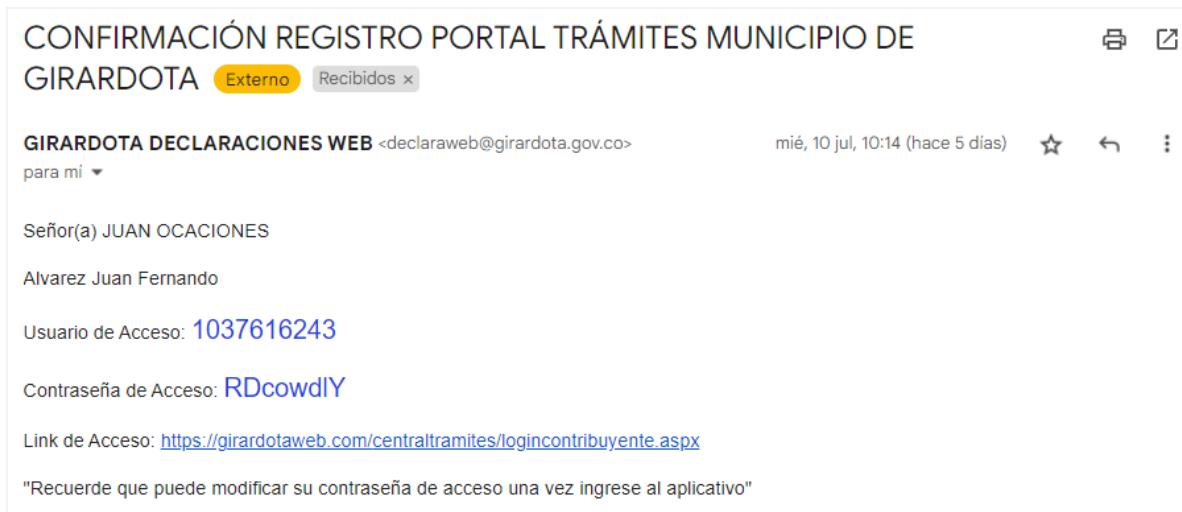 CONFIRMACIÓN REGISTRO PORTAL TRÁMITES MUNICIPIO DE
GIRARDOTA Externo Recibidos ×
GIRARDOTA DECLARACIONES WEB <declaraweb@girardota.gov.co> mié, 10 jul, 10:14 (hace 5 días)
para mí
Señor(a) JUAN OCACIONES
Alvarez Juan Fernando
Usuario de Acceso: 1037616243
Contraseña de Acceso: RDcowdlY
Link de Acceso: https://girardotaweb.com/centraltramites/logincontribuyente.aspx
"Recuerde que puede modificar su contraseña de acceso una vez ingrese al aplicativo"